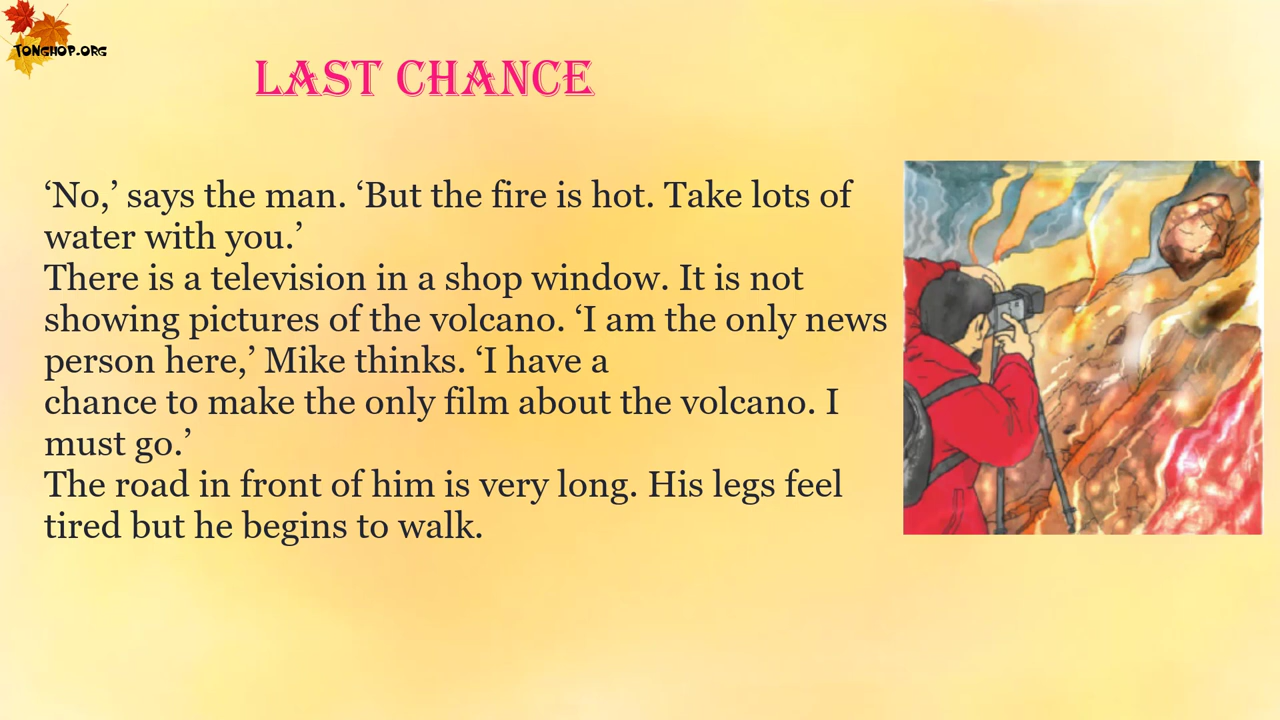 TONGHOP.ORG
LAST CHANCE
‘No,’ says the man. ‘But the fire is hot. Take lots of
water with you.’
There is a television in a shop window. It is not
showing pictures of the volcano. ‘I am the only news
person here,’ Mike thinks. ‘I have a
chance to make the only film about the volcano. I
must go.’
The road in front of him is very long. His legs feel
tired but he begins to walk.